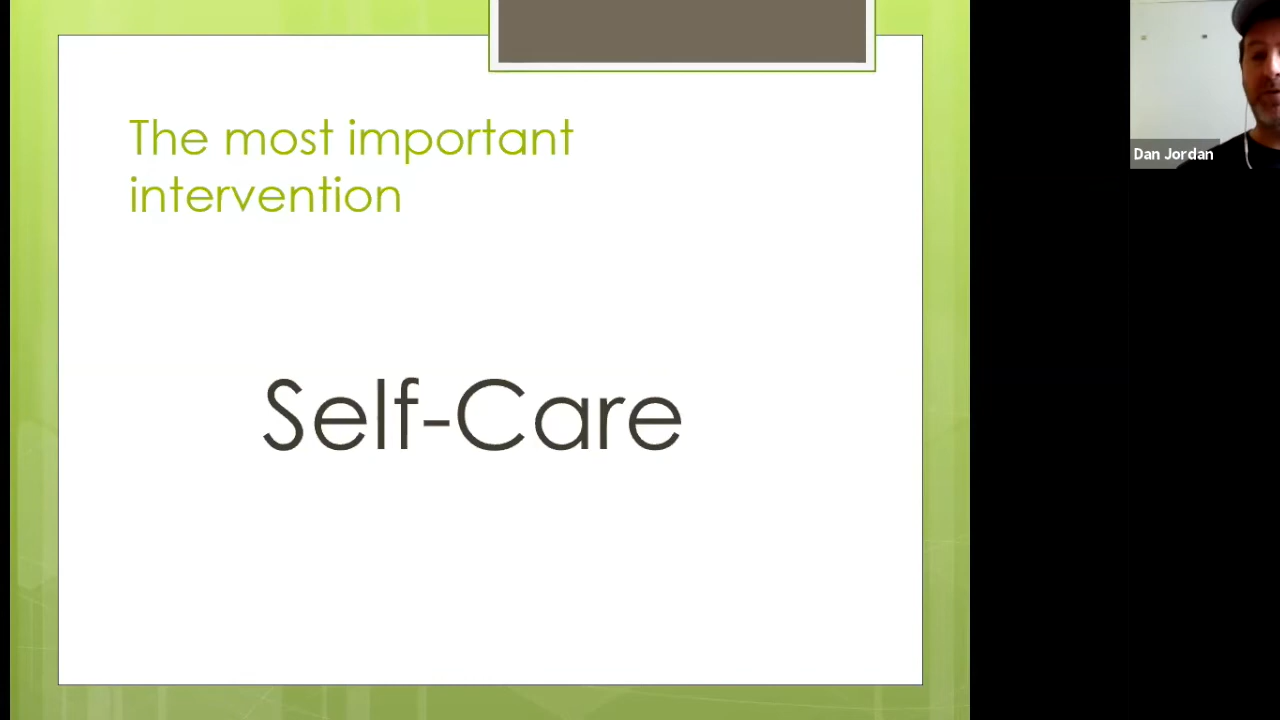 The most important
intervention
Self-Care
Dan Jordan